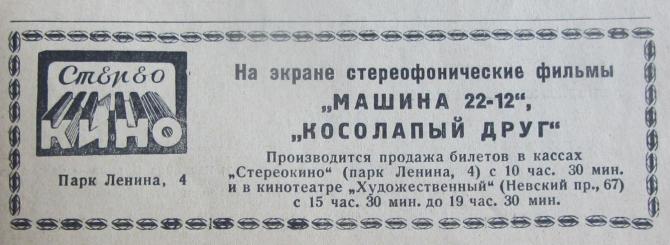 Стерео
КИНО
Парк Ленина, 4
На экране стереофонические фильмы
„МАШИНА 22-12“,
„КОСОЛАПЫЙ ДРУГ“
Производится продажа билетов в кассах
„Стереокино“ (парк Ленина, 4) с 10 час. 30 мин.
и в кинотеатре „Художественный“ (Невский пр., 67)
с 15 час. 30 мин. до 19 час. 30 мин.